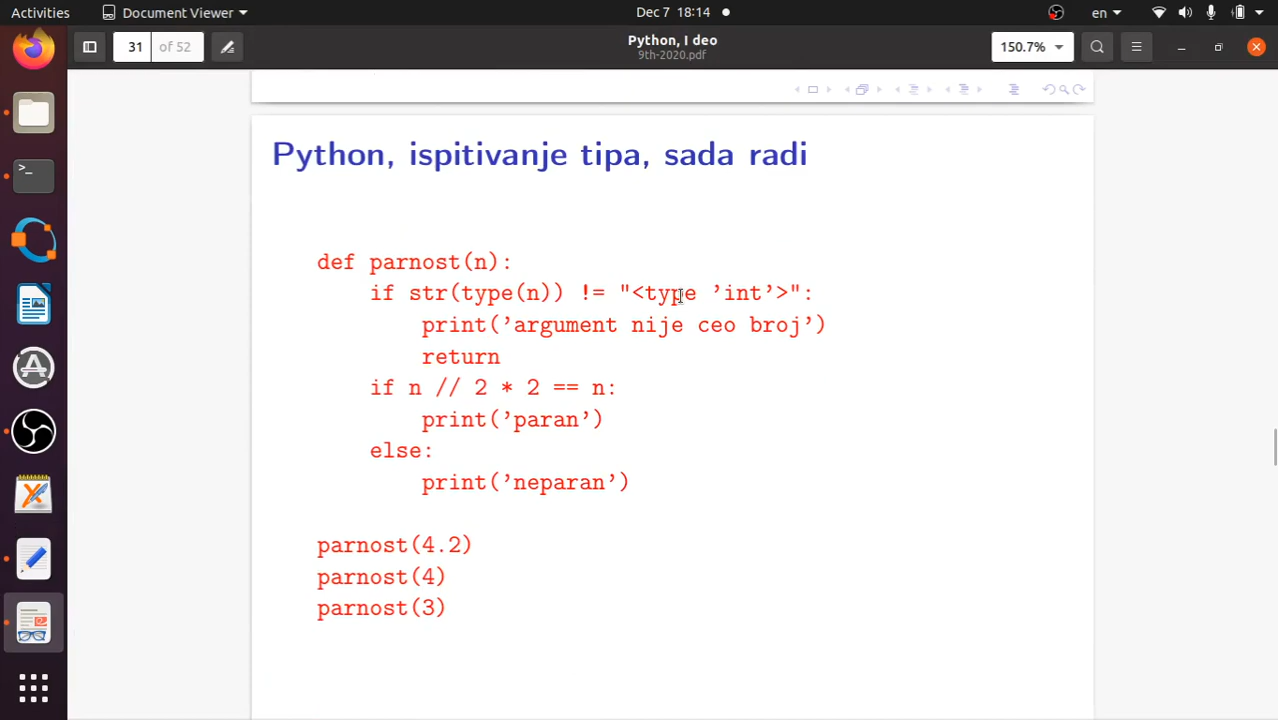 Activities
Document Viewer
Dec 7 18:14
en
31
of 52
Python, I deo
9th-2020.pdf
150.7%
Python, ispitivanje tipa, sada radi
def parnost(n):
if str(type(n)) != "<type ’int’>":
print(’argument nije ceo broj’)
return
if n // 2 * 2 == n:
print(’paran’)
else:
print(’neparan’)
parnost(4.2)
parnost(4)
parnost(3)